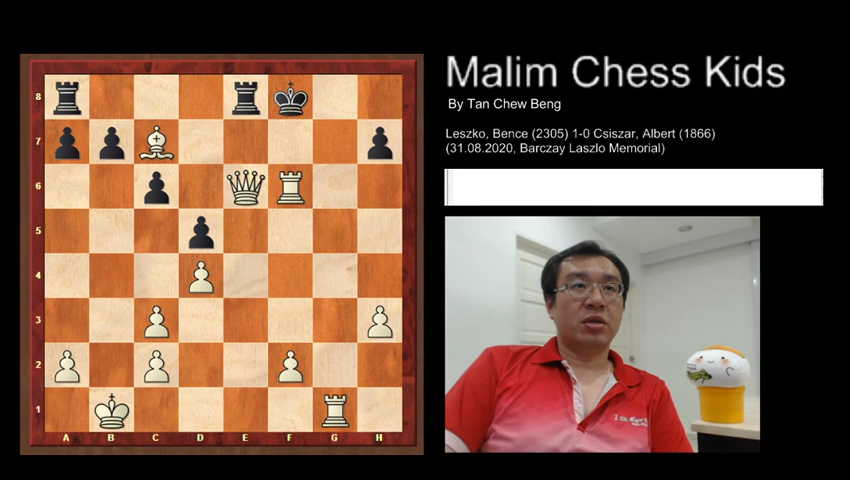 Malim Chess Kids
By Tan Chew Beng
Leszko, Bence (2305) 1-0 Csiszar, Albert (1866)
(31.08.2020, Barczay Laszlo Memorial)
8
7
6
5
4
3
2
1
A B C D E F G H